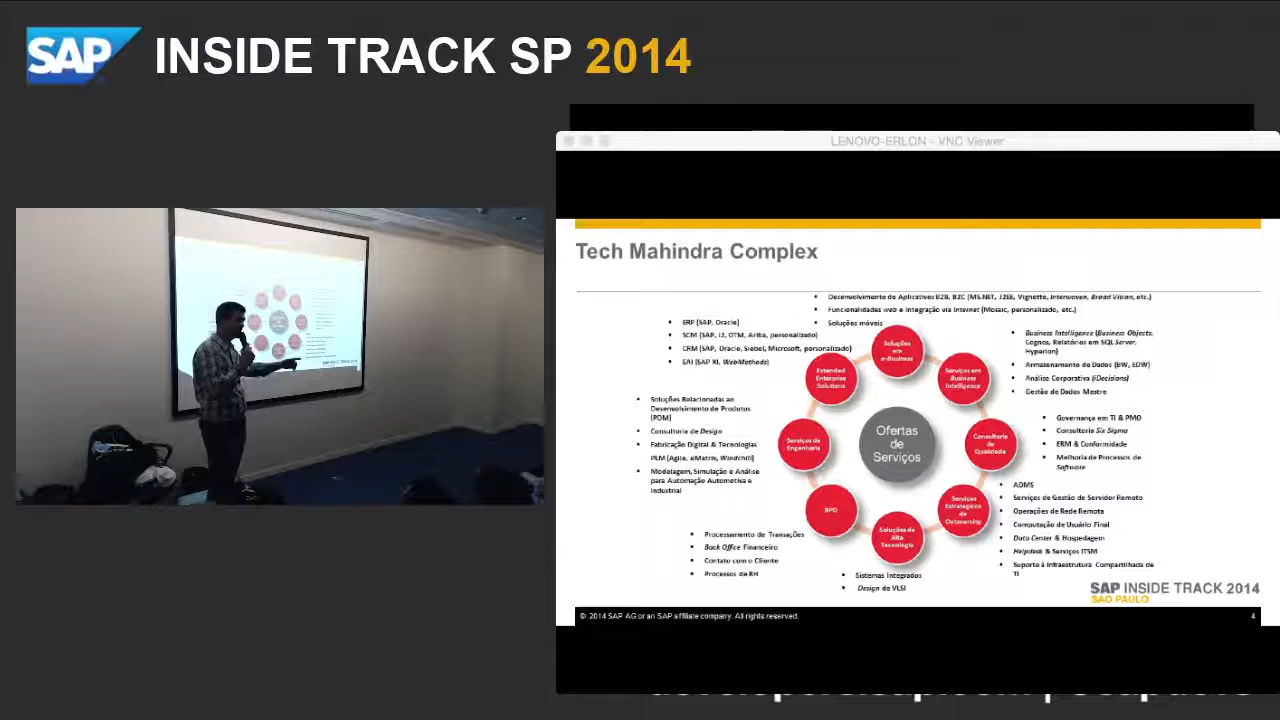 SAP INSIDE TRACK SP 2014
LENOVO-ERLON - VNC Viewer
Tech Mahindra Complex
Desenvolvimento de Aplicativos B2B, B2C (MS.NET, J2EE, Vignette, Interwoven, Broad Vision, etc.)
Funcionalidades web e integração via Internet (Mosaic, personalizado, etc.)
Soluções móveis
ERP (SAP, Oracle)
SCM (SAP, I2, OTM, Ariba, personalizado)
CRM (SAP, Oracle, Siebel, Microsoft, personalizado)
EAI (SAP XI, WebMethods)
Business Intelligence (Business Objects,
Cognos, Relatórios em SQL Server,
Hyperion)
Armazenamento de Dados (BW, EDW)
Análise Corporativa (iDecisions)
Gestão de Dados Mestre
Soluções
em
e-Business
Extended
Enterprise
Solutions
Serviços em
Business
Intelligence
Soluções Relacionadas ao
Desenvolvimento de Produtos
(PDM)
Consultoria de Design
Fabricação Digital & Tecnologias
PLM (Agile, eMatrix, Windchill)
Modelagem, Simulação e Análise
para Automação Automotiva e
Industrial
Serviços de
Engenharia
Ofertas
de
Serviços
Consultoria
de
Qualidade
Governança em TI & PMO
Consultoria Six Sigma
ERM & Conformidade
Melhoria de Processos de
Software
BPO
Soluções de
Alta
Tecnologia
Serviços
Estratégicos
de
Outsourcing
ADMS
Serviços de Gestão de Servidor Remoto
Operações de Rede Remota
Computação de Usuário Final
Data Center & Hospedagem
Helpdesk & Serviços ITSM
Suporte à Infraestrutura Compartilhada de
TI
Processamento de Transações
Back Office Financeiro
Contato com o Cliente
Processos de RH
Sistemas Integrados
Design de VLSI
SAP INSIDE TRACK 2014
SÃO PAULO
© 2014 SAP AG or an SAP affiliate company. All rights reserved.
4